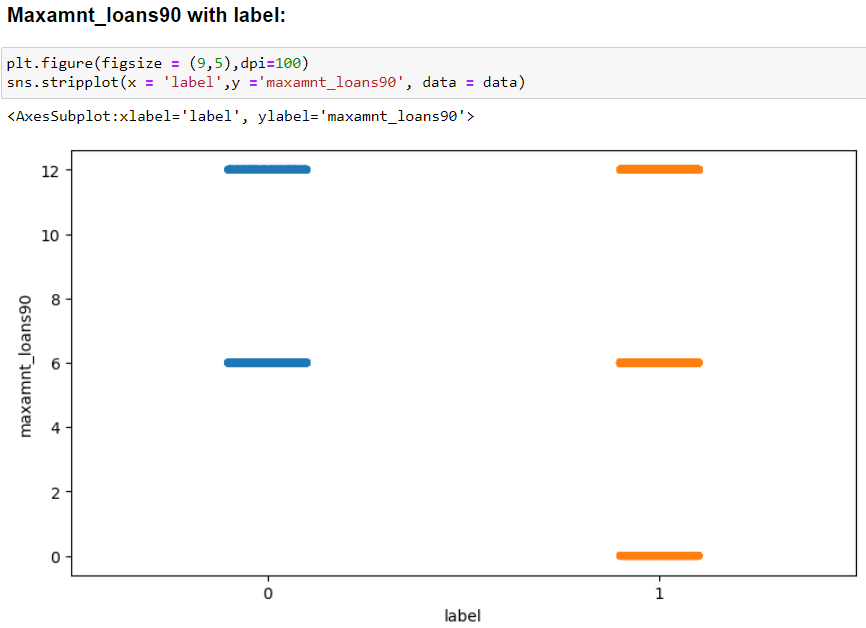 Maxamnt_loans90 with label:
plt.figure(figsize = (9,5),dpi=100)
sns.stripplot(x = 'label',y ='maxamnt_loans90', data = data)
<AxesSubplot:xlabel='label', ylabel='maxamnt_loans90'>
12
10
8
6
4
2
0
maxamnt_loans90
0 1
label